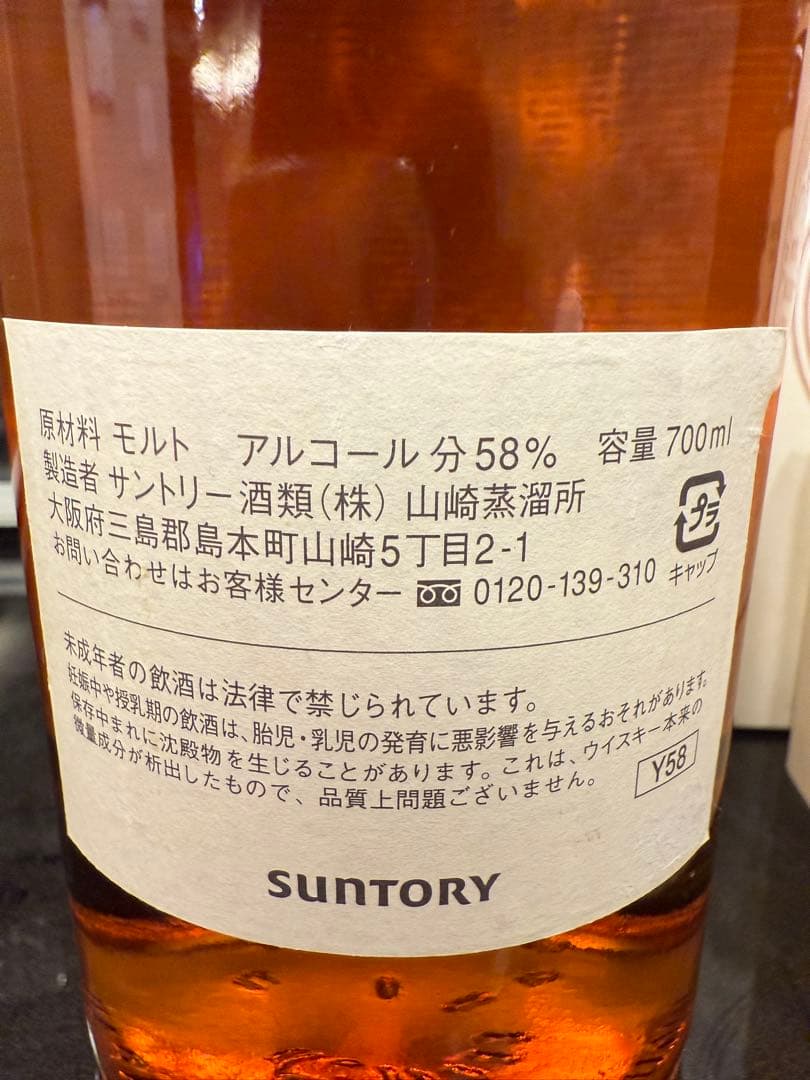 原材料 モルト アルコール分58% 容量 700ml
製造者 サントリー酒類(株) 山崎蒸溜所
大阪府三島郡島本町山崎5丁目2-1
お問い合わせはお客様センター 0120-139-310
プラ
キャップ
未成年者の飲酒は法律で禁じられています。
妊娠中や授乳期の飲酒は、胎児・乳児の発育に悪影響を与えるおそれがあります。
保存中まれに沈殿物を生じることがあります。これは、ウイスキー本来の
微量成分が析出したもので、品質上問題ございません。
Y58
SUNTORY